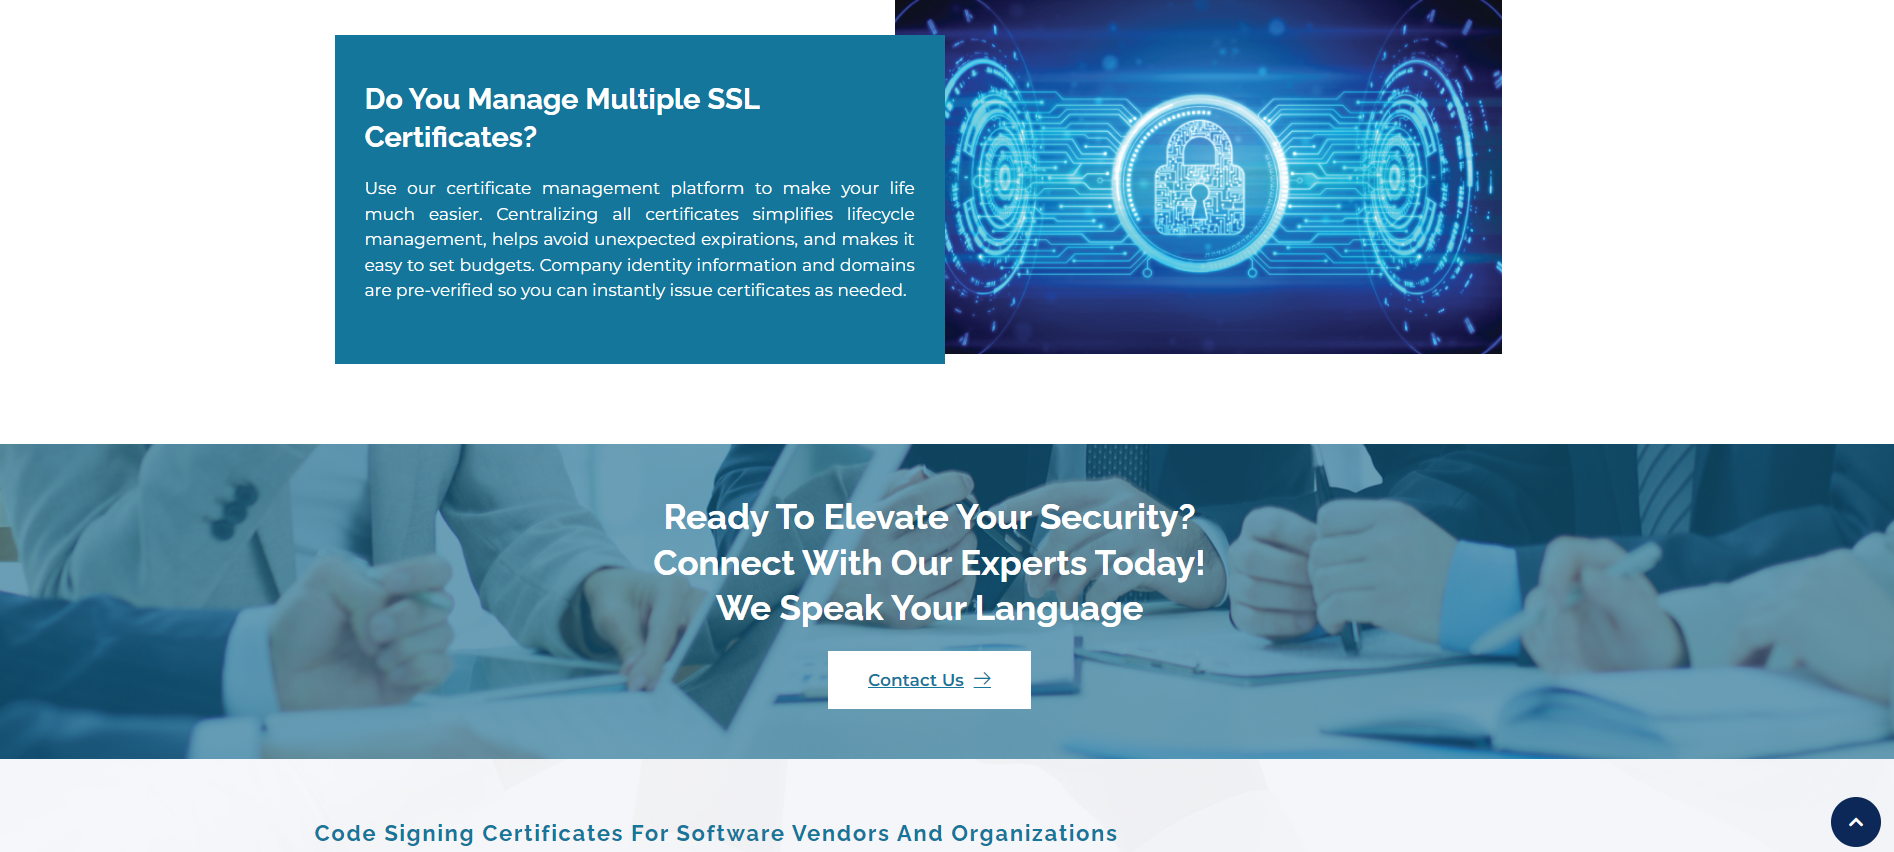 Do You Manage Multiple SSL
Certificates?
Use our certificate management platform to make your life
much easier. Centralizing all certificates simplifies lifecycle
management, helps avoid unexpected expirations, and makes it
easy to set budgets. Company identity information and domains
are pre-verified so you can instantly issue certificates as needed.
Ready To Elevate Your Security?
Connect With Our Experts Today!
We Speak Your Language
Contact Us
Code Signing Certificates For Software Vendors And Organizations